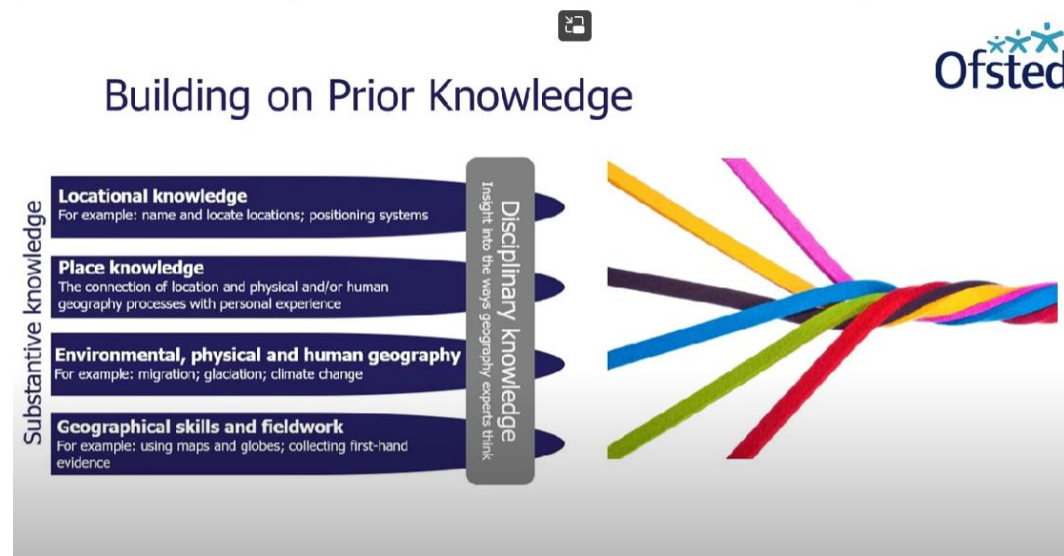 Ofsted
Building on Prior Knowledge
Substantive knowledge
Locational knowledge
For example: name and locate locations; positioning systems
Place knowledge
The connection of location and physical and/or human
geography processes with personal experience
Environmental, physical and human geography
For example: migration; glaciation; climate change
Geographical skills and fieldwork
For example: using maps and globes; collecting first-hand
evidence
Disciplinary knowledge
Insight into the ways geography experts think